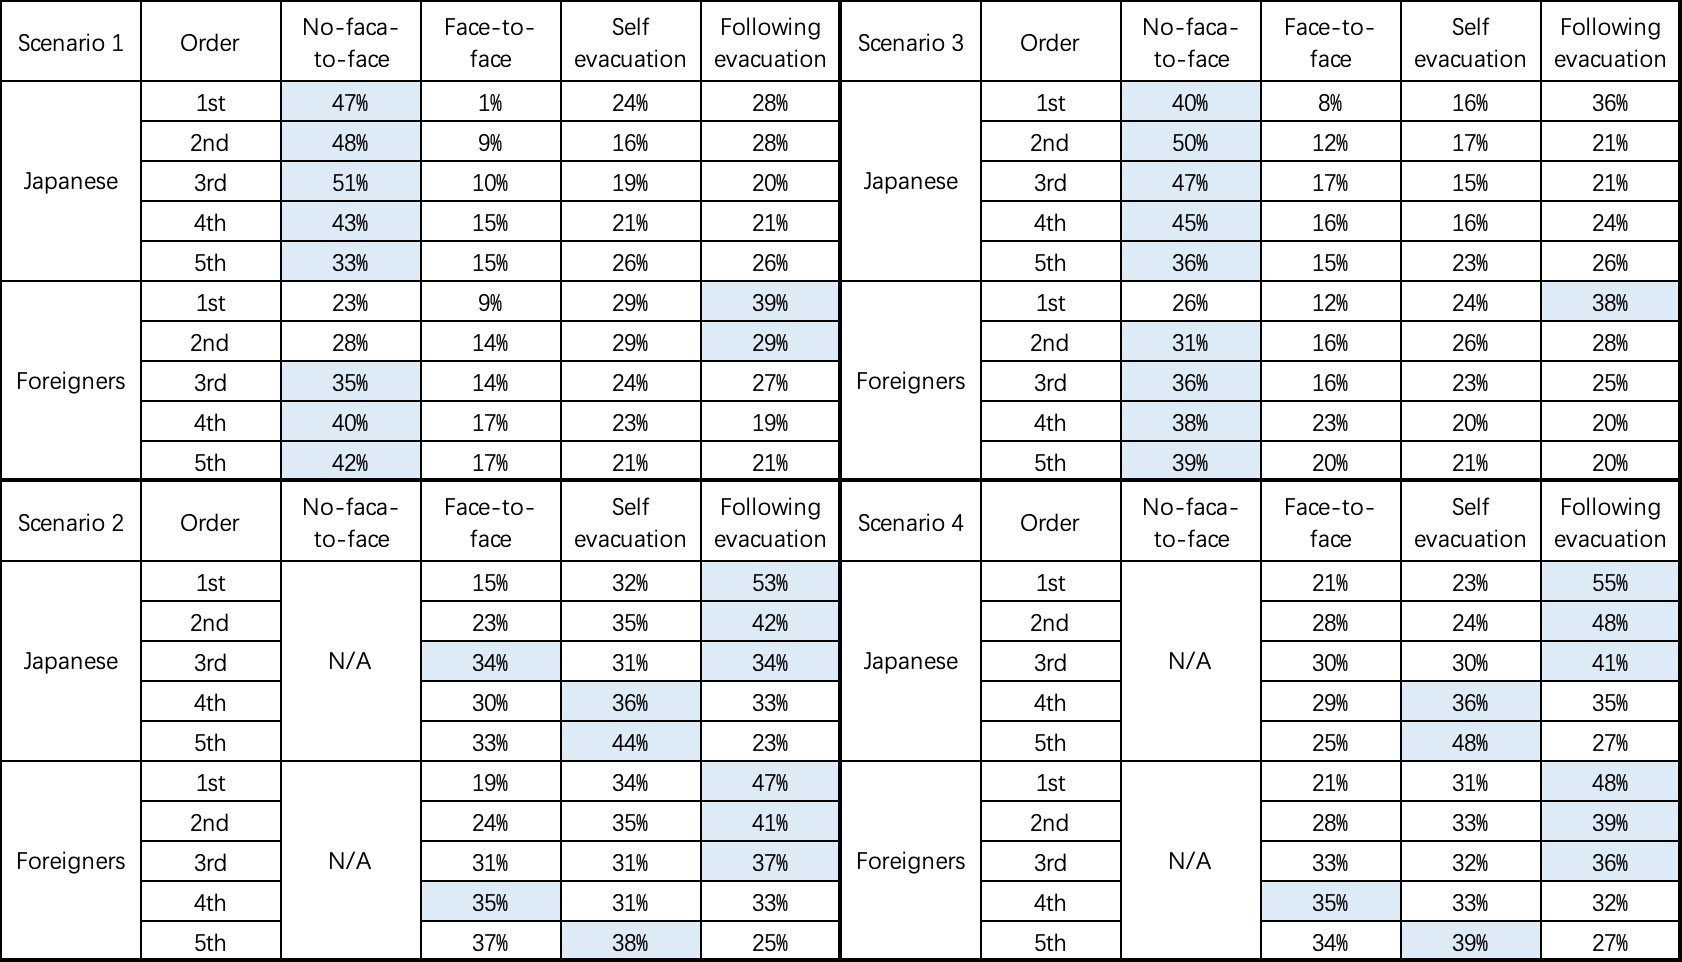 Scenario 1 Order No-faca-to-face Face-to-face Self evacuation Following evacuation Scenario 3 Order No-faca-to-face Face-to-face Self evacuation Following evacuation
Japanese 1st 47% 1% 24% 28% Japanese 1st 40% 8% 16% 36%
2nd 48% 9% 16% 28% 2nd 50% 12% 17% 21%
3rd 51% 10% 19% 20% 3rd 47% 17% 15% 21%
4th 43% 15% 21% 21% 4th 45% 16% 16% 24%
5th 33% 15% 26% 26% 5th 36% 15% 23% 26%
Foreigners 1st 23% 9% 29% 39% Foreigners 1st 26% 12% 24% 38%
2nd 28% 14% 29% 29% 2nd 31% 16% 26% 28%
3rd 35% 14% 24% 27% 3rd 36% 16% 23% 25%
4th 40% 17% 23% 19% 4th 38% 23% 20% 20%
5th 42% 17% 21% 21% 5th 39% 20% 21% 20%
Scenario 2 Order No-faca-to-face Face-to-face Self evacuation Following evacuation Scenario 4 Order No-faca-to-face Face-to-face Self evacuation Following evacuation
Japanese 1st N/A 15% 32% 53% Japanese 1st N/A 21% 23% 55%
2nd 23% 35% 42% 2nd 28% 24% 48%
3rd 34% 31% 34% 3rd 30% 30% 41%
4th 30% 36% 33% 4th 29% 36% 35%
5th 33% 44% 23% 5th 25% 48% 27%
Foreigners 1st N/A 19% 34% 47% Foreigners 1st N/A 21% 31% 48%
2nd 24% 35% 41% 2nd 28% 33% 39%
3rd 31% 31% 37% 3rd 33% 32% 36%
4th 35% 31% 33% 4th 35% 33% 32%
5th 37% 38% 25% 5th 34% 39% 27%